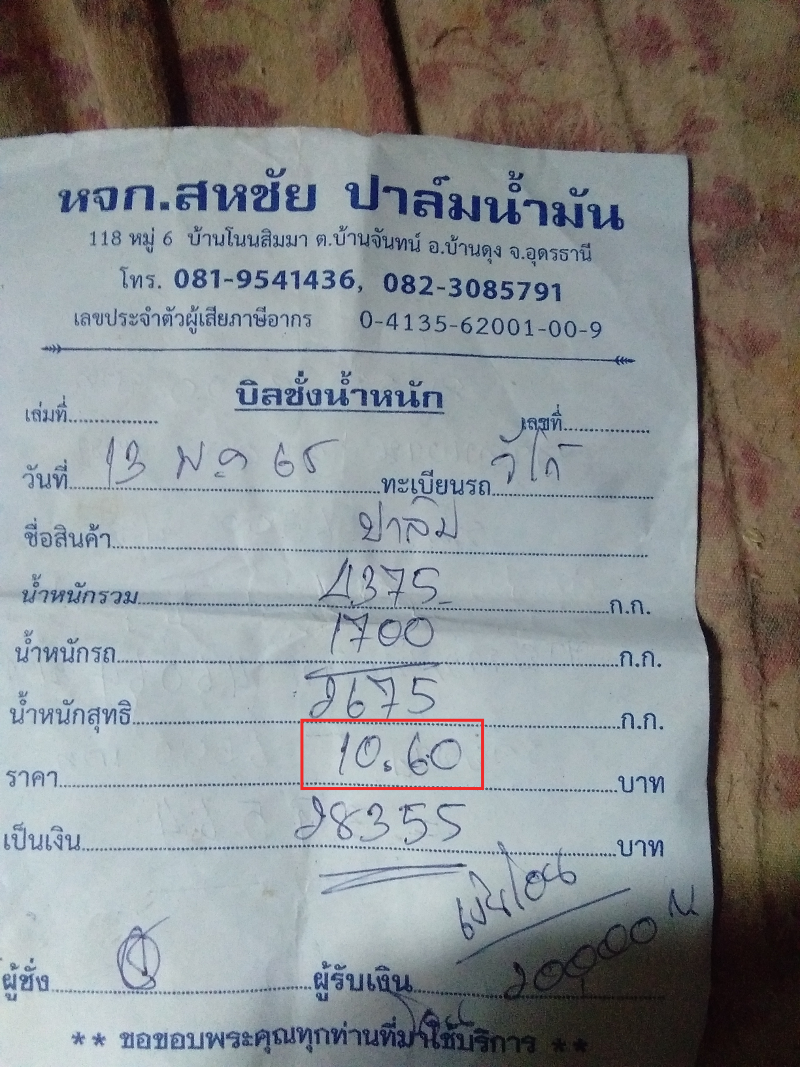 หจก.สหชัย ปาล์มน้ำมัน
118 หมู่ 6 บ้านโนนสิมมา ต.บ้านจันทน์ อ.บ้านดุง จ.อุดรธานี
โทร. 081-9541436, 082-3085791
เลขประจำตัวผู้เสียภาษีอากร 0-4135-62001-00-9
บิลชั่งน้ำหนัก
เล่มที่ เลขที่
วันที่ 13 พ.ค 65 ทะเบียนรถ วีโก้
ชื่อสินค้า ปาล์ม
น้ำหนักรวม 4375 ก.ก.
น้ำหนักรถ 1700 ก.ก.
น้ำหนักสุทธิ 2675 ก.ก.
ราคา 10.60 บาท
เป็นเงิน 28355 บาท
เงินโอน
ผู้ชั่ง ผู้รับเงิน 20000 บ
** ขอขอบพระคุณทุกท่านที่มาใช้บริการ **